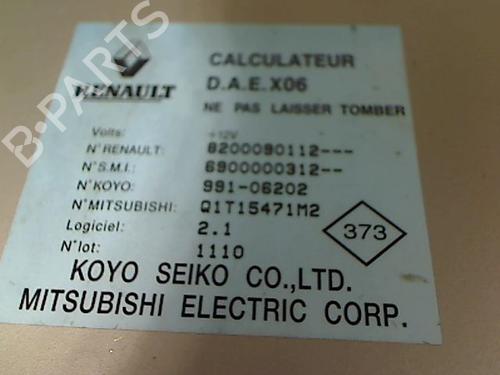 CALCULATEUR
RENAULT D.A.E.X06
NE PAS LAISSER TOMBER
Volts: +12V
N°RENAULT: 8200090112---
N°S.M.I.: 6900000312--
N°KOYO: 991-06202
N°MITSUBISHI: Q1T15471M2
Logiciel: 2.1
N°lot: 1110
373
KOYO SEIKO CO.,LTD.
MITSUBISHI ELECTRIC CORP.
B-PARTS